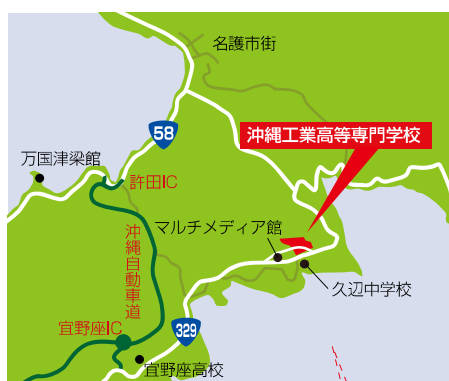 名護市街
58
沖縄工業高等専門学校
万国津梁館
許田IC
マルチメディア館
沖縄自動車道
久辺中学校
宜野座IC
329
宜野座高校